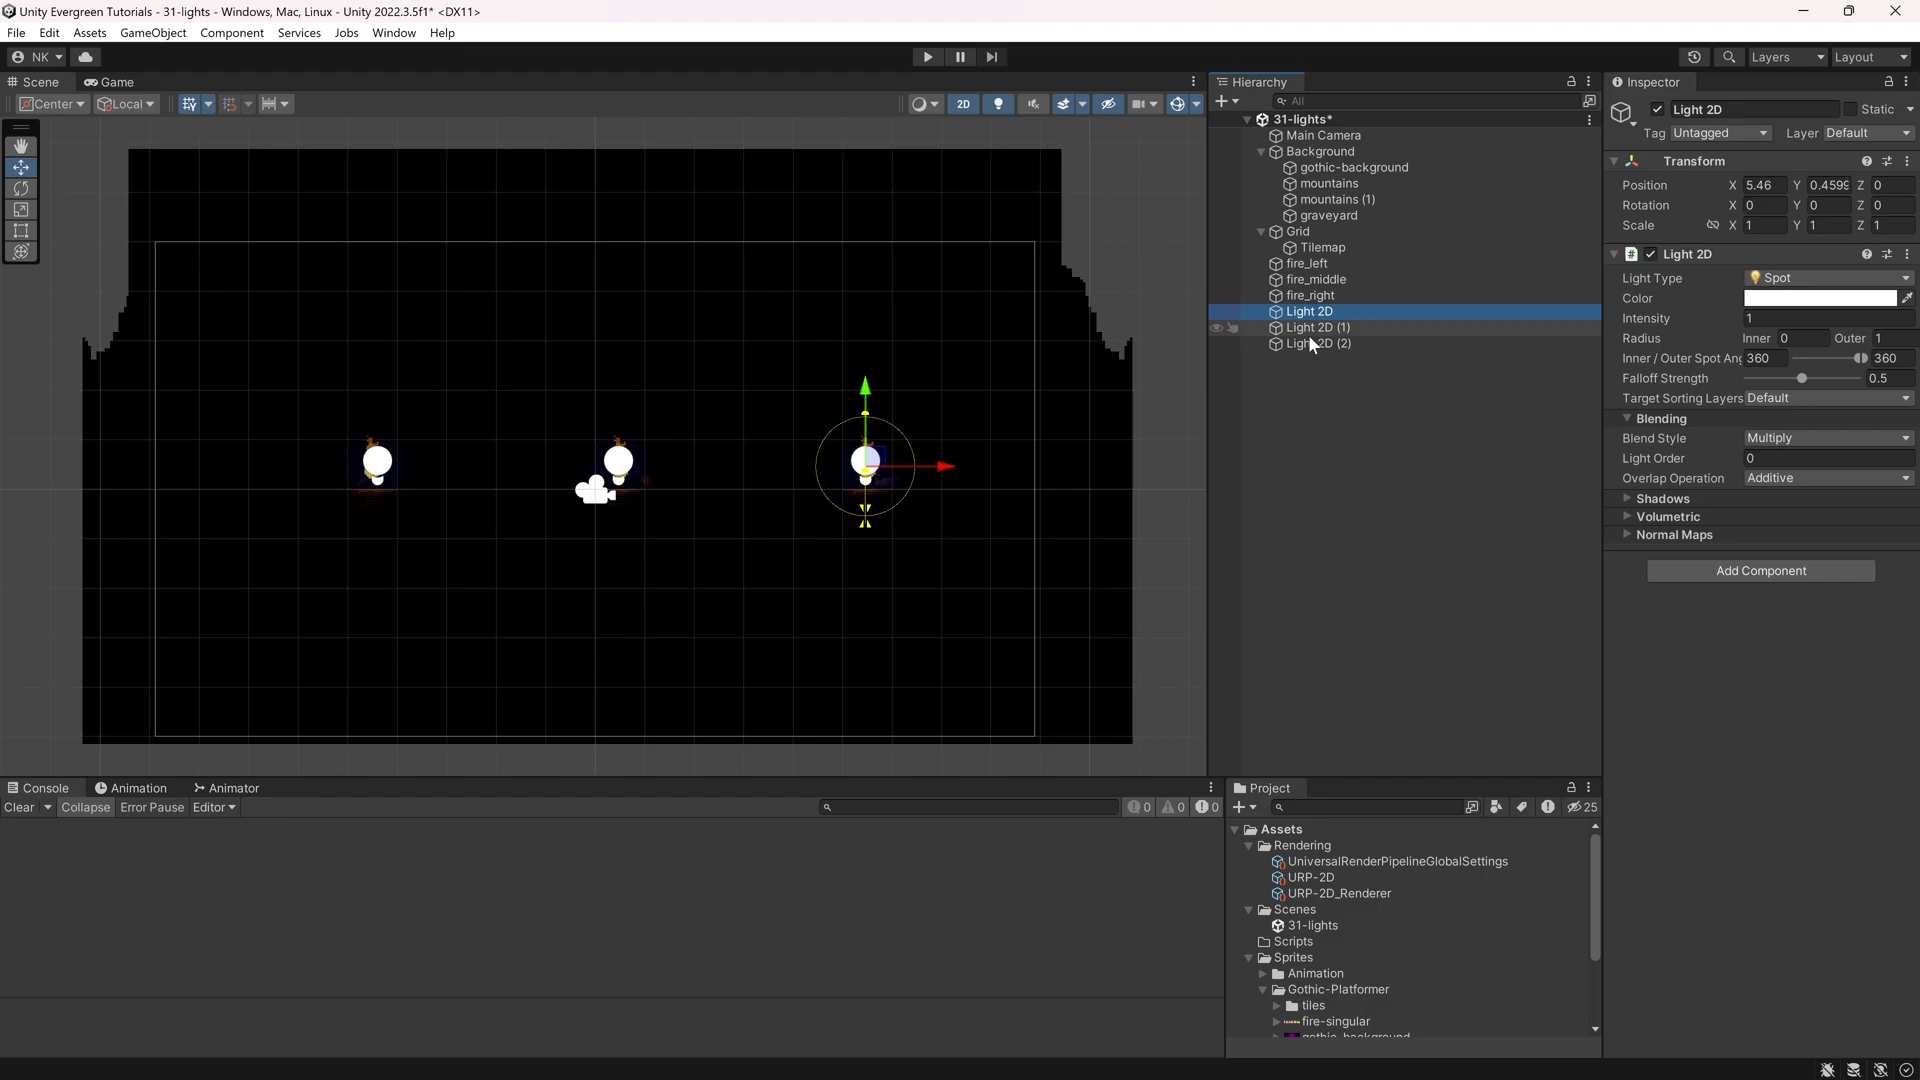 Unity Evergreen Tutorials - 31-lights - Windows, Mac, Linux - Unity 2022.3.5f1* <DX11>
File Edit Assets GameObject Component Services Jobs Window Help
NK Layers Layout
Scene Game
Center Local 2D
Hierarchy
All
31-lights*
Main Camera
Background
gothic-background
mountains
mountains (1)
graveyard
Grid
Tilemap
fire_left
fire_middle
fire_right
Light 2D
Light 2D (1)
2D (2)
Inspector
Light 2D Static
Tag Untagged Layer Default
Transform
Position X 5.46 Y 0.4599 Z 0
Rotation X 0 Y 0 Z 0
Scale X 1 Y 1 Z 1
Light 2D
Light Type Spot
Color
Intensity 1
Radius Inner 0 Outer 1
Inner / Outer Spot Ang 360 360
Falloff Strength 0.5
Target Sorting Layers Default
Blending
Blend Style Multiply
Light Order 0
Overlap Operation Additive
Shadows
Volumetric
Normal Maps
Add Component
Console Animation Animator
Clear Collapse Error Pause Editor 0 0 0
Project
25
Assets
Rendering
UniversalRenderPipelineGlobalSettings
URP-2D
URP-2D_Renderer
Scenes
31-lights
Scripts
Sprites
Animation
Gothic-Platformer
tiles
fire-singular